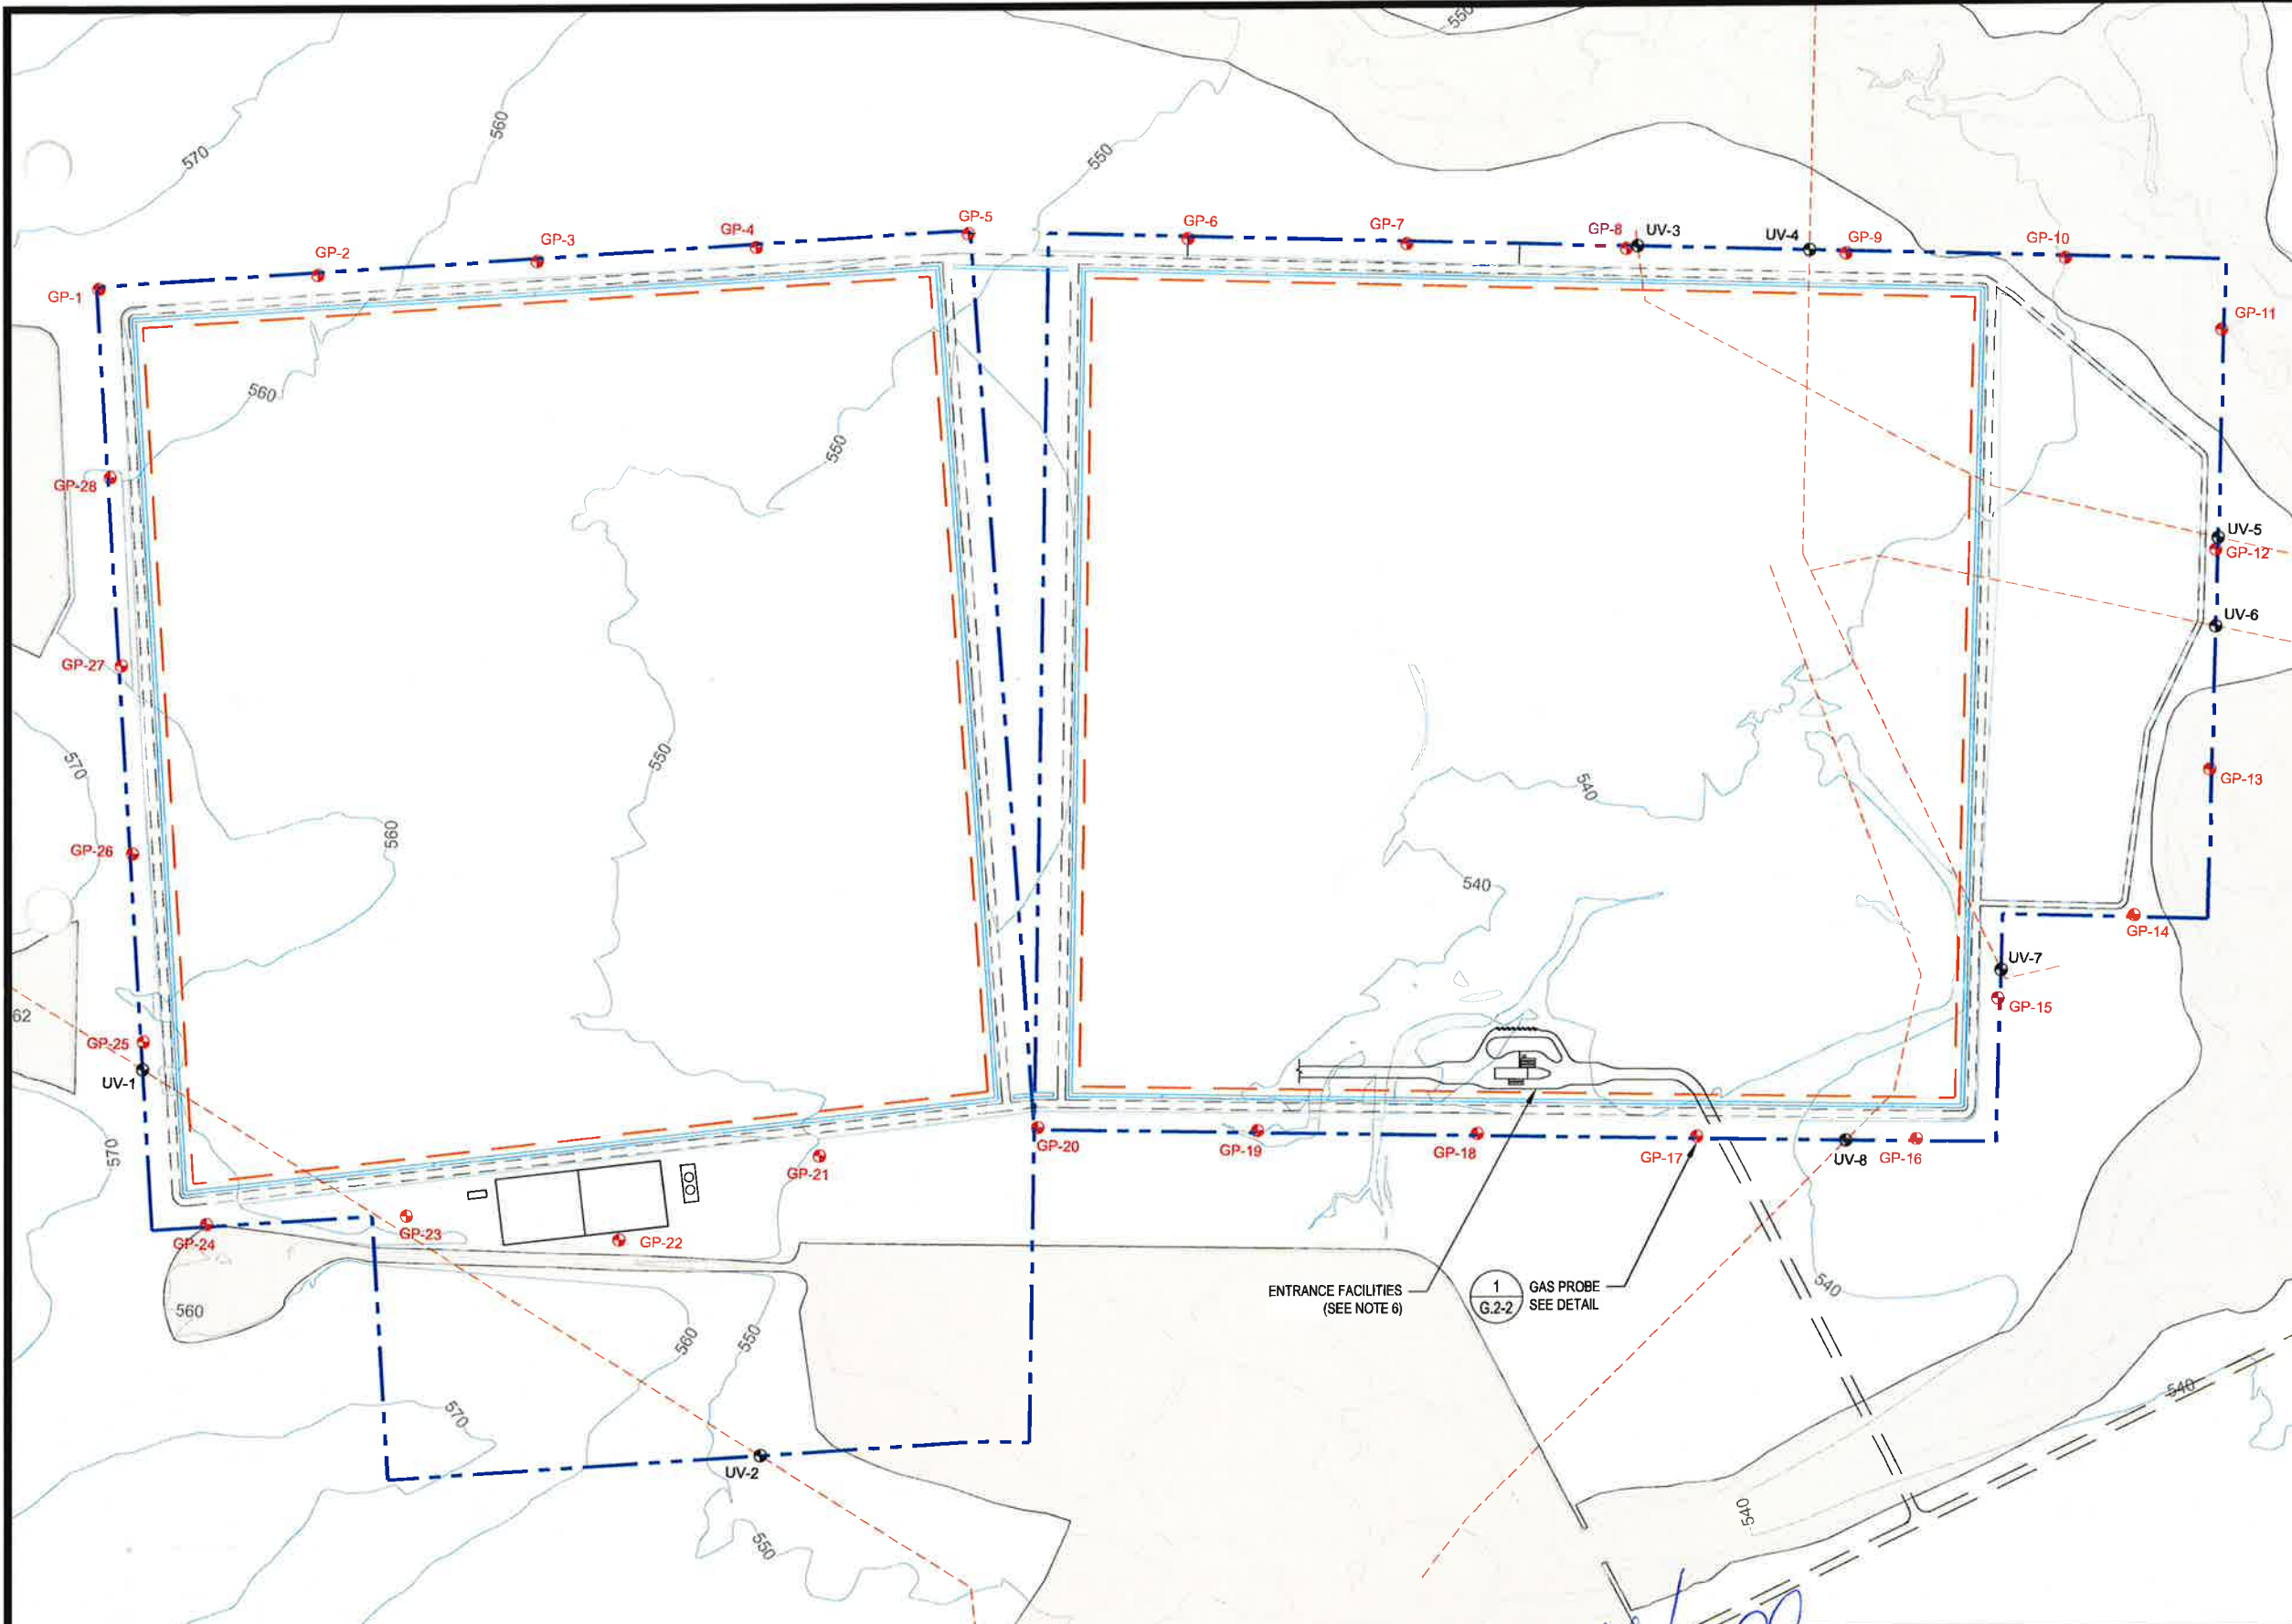 550
570
560
550
GP-5
GP-6
GP-7
GP-8
UV-3
UV-4
GP-9
GP-10
GP-4
GP-3
GP-2
GP-1
GP-11
560
550
GP-28
UV-5
GP-12
UV-6
GP-27
570
550
540
GP-13
560
GP-26
540
GP-14
UV-7
GP-15
62
GP-25
UV-1
GP-20
GP-19
GP-18
GP-17
UV-8
GP-16
570
GP-21
GP-24
GP-23
GP-22
ENTRANCE FACILITIES
(SEE NOTE 6)
1
G.2-2
GAS PROBE
SEE DETAIL
540
560
560
550
540
570
UV-2
540
550